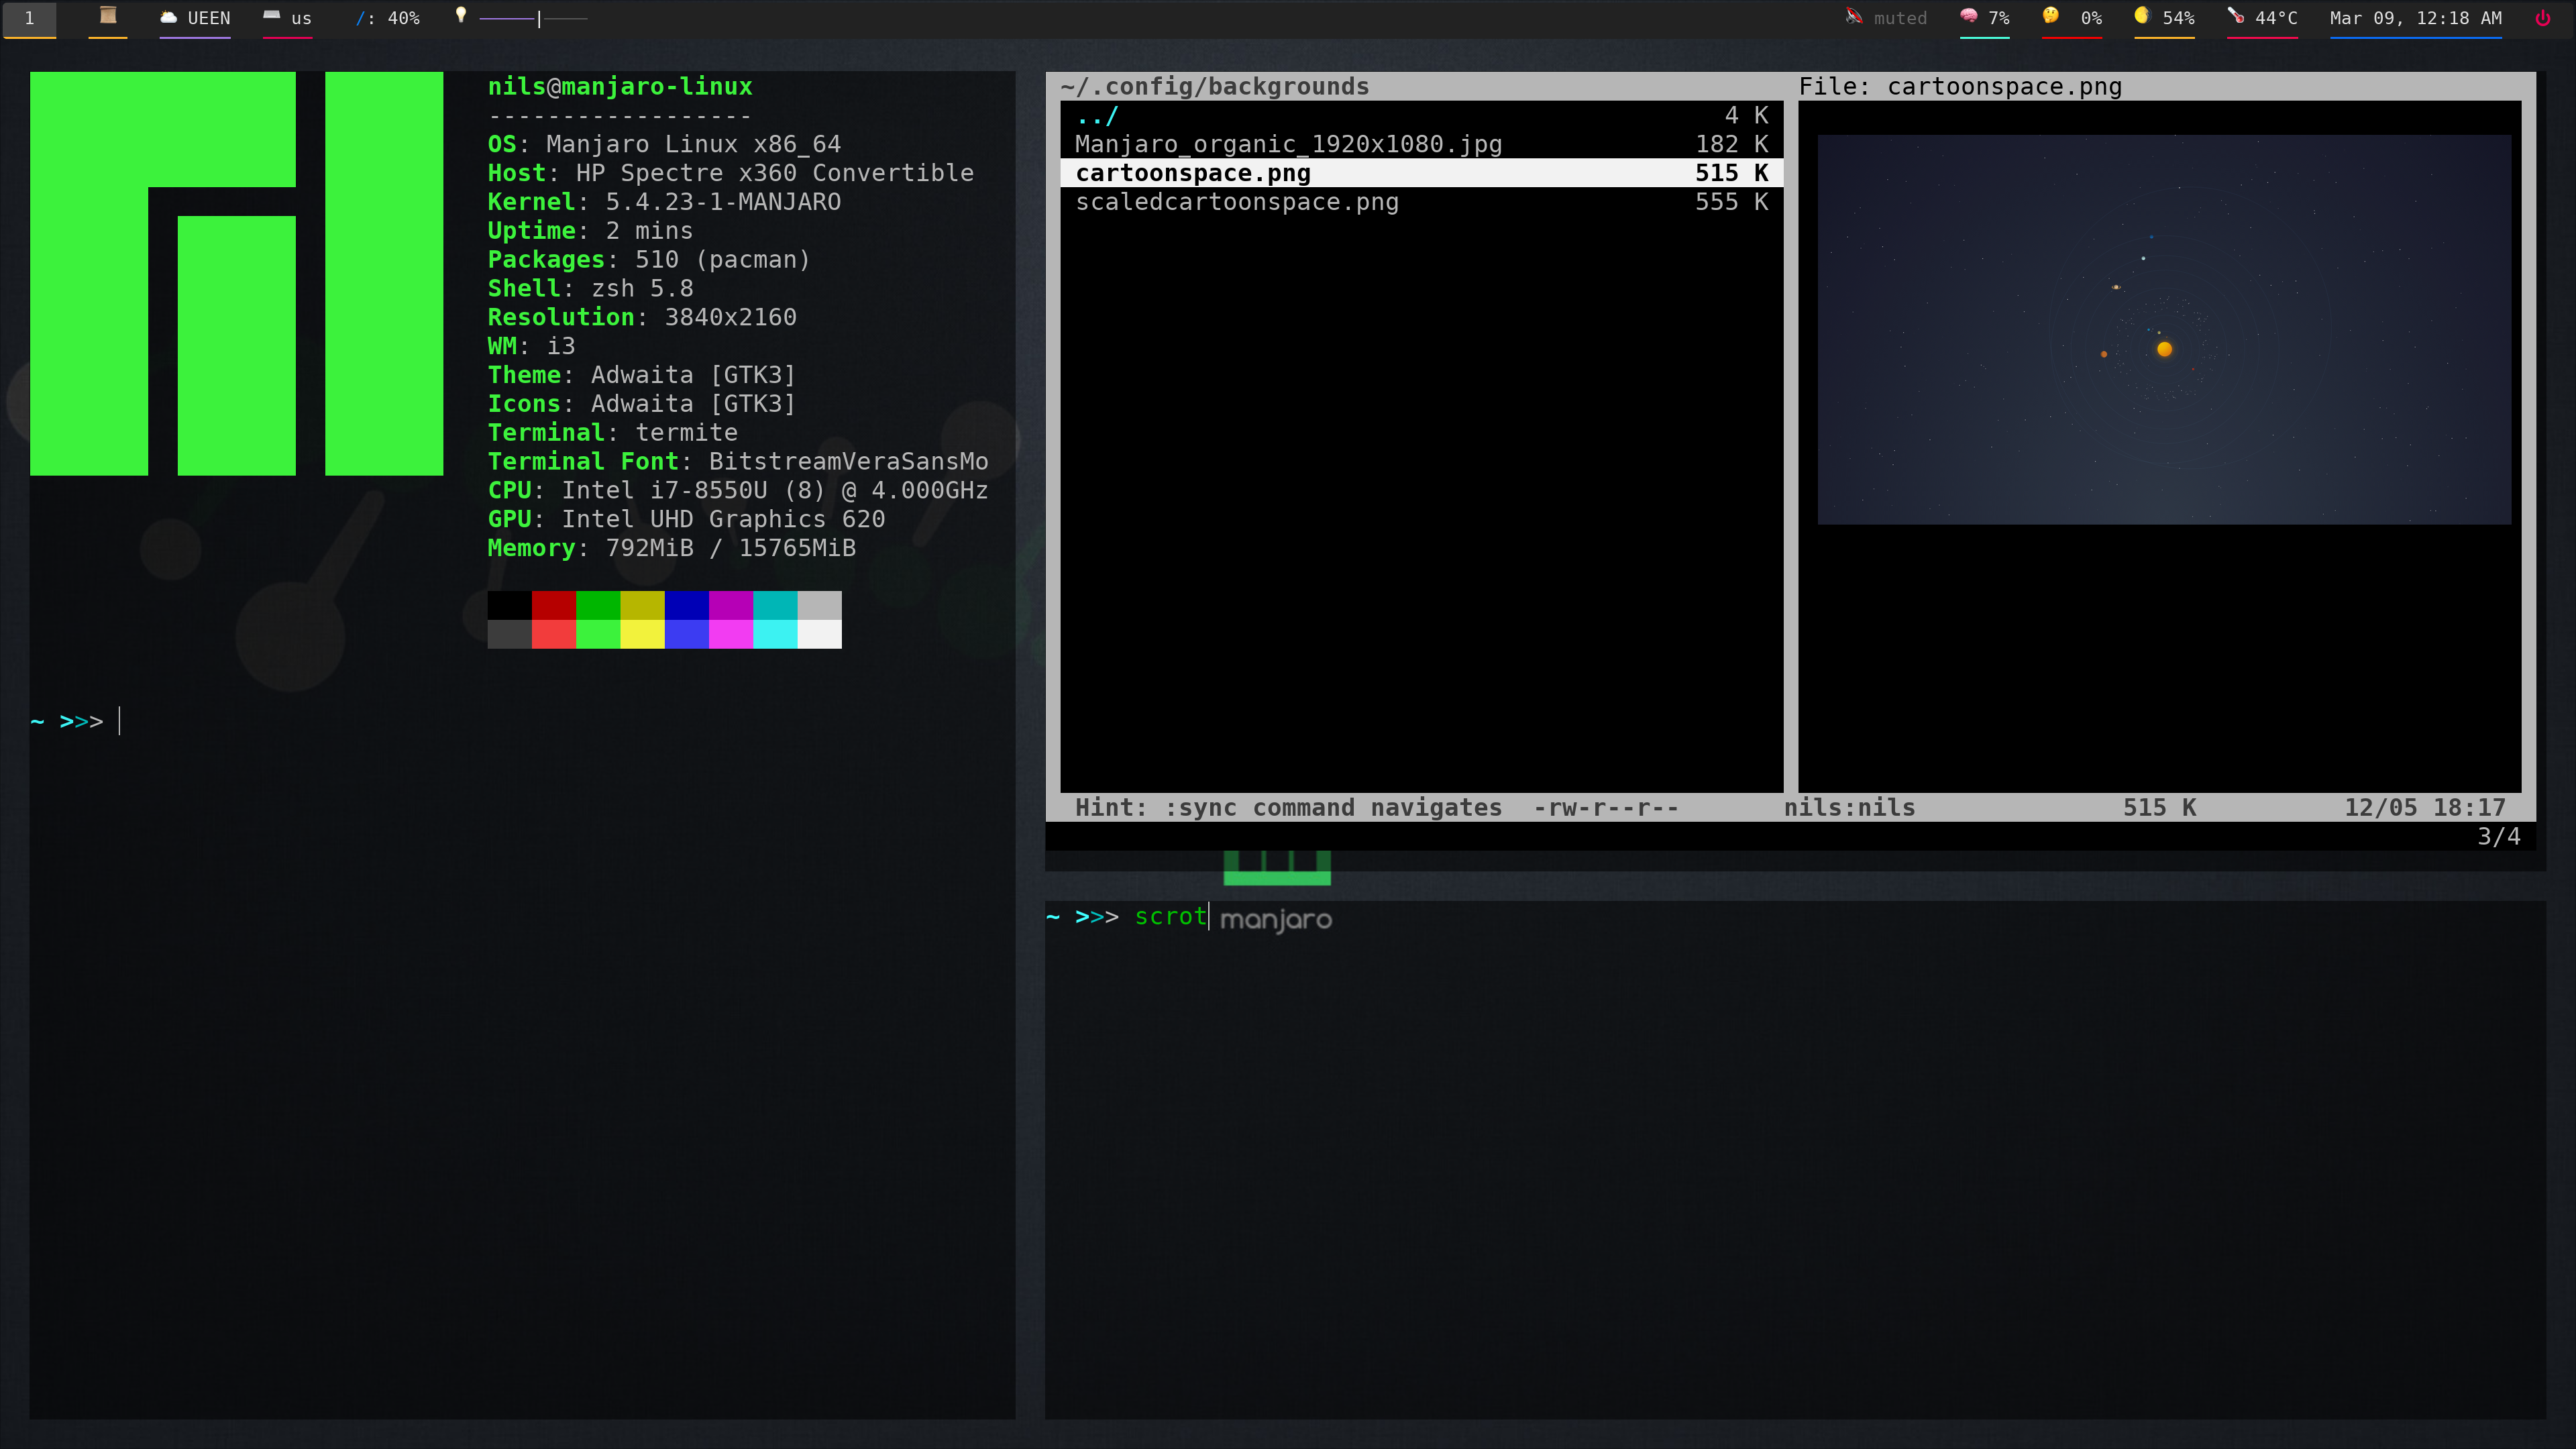 1 UEEN us /: 40% muted 7% 0% 54% 44°C Mar 09, 12:18 AM
nils@manjaro-linux
------------------
OS: Manjaro Linux x86_64
Host: HP Spectre x360 Convertible
Kernel: 5.4.23-1-MANJARO
Uptime: 2 mins
Packages: 510 (pacman)
Shell: zsh 5.8
Resolution: 3840x2160
WM: i3
Theme: Adwaita [GTK3]
Icons: Adwaita [GTK3]
Terminal: termite
Terminal Font: BitstreamVeraSansMo
CPU: Intel i7-8550U (8) @ 4.000GHz
GPU: Intel UHD Graphics 620
Memory: 792MiB / 15765MiB
~ >>>
~/.config/backgrounds
../ 4 K
Manjaro_organic_1920x1080.jpg 182 K
cartoonspace.png 515 K
scaledcartoonspace.png 555 K
File: cartoonspace.png
Hint: :sync command navigates -rw-r--r-- nils:nils 515 K 12/05 18:17
3/4
~ >>> scrot
manjaro